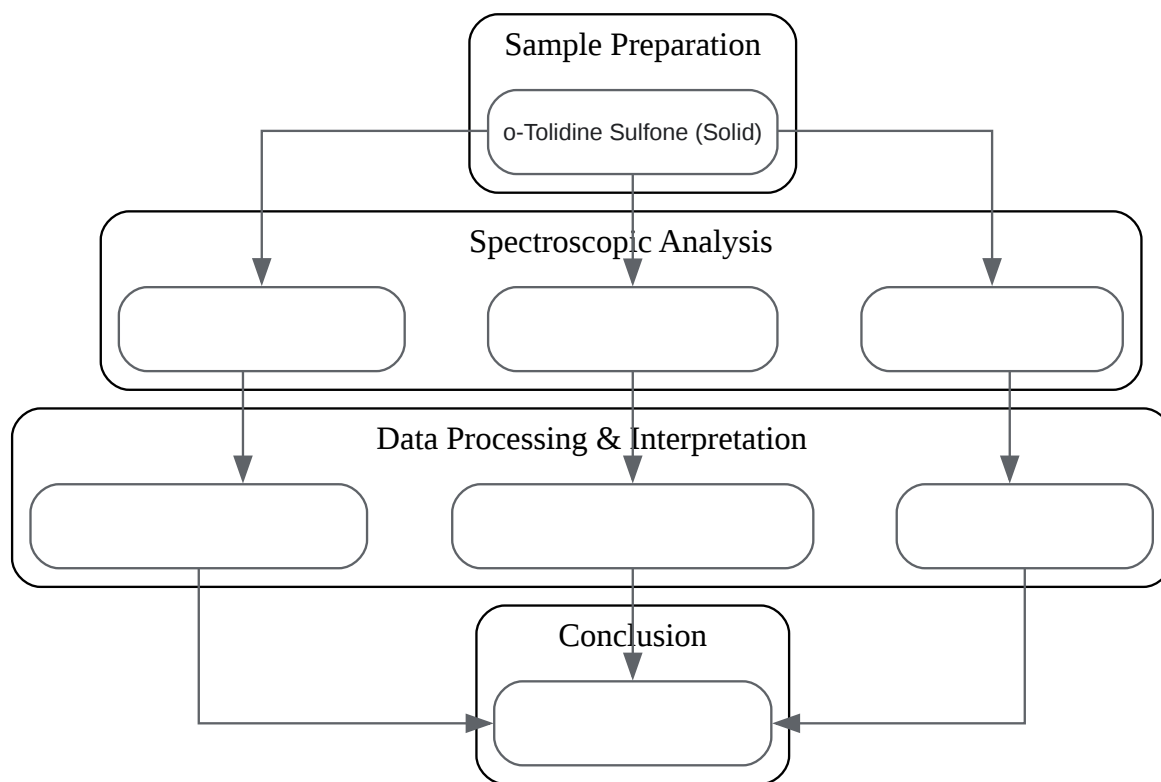 Sample Preparation
o-Tolidine Sulfone (Solid)
Spectroscopic Analysis
Data Processing & Interpretation
Conclusion